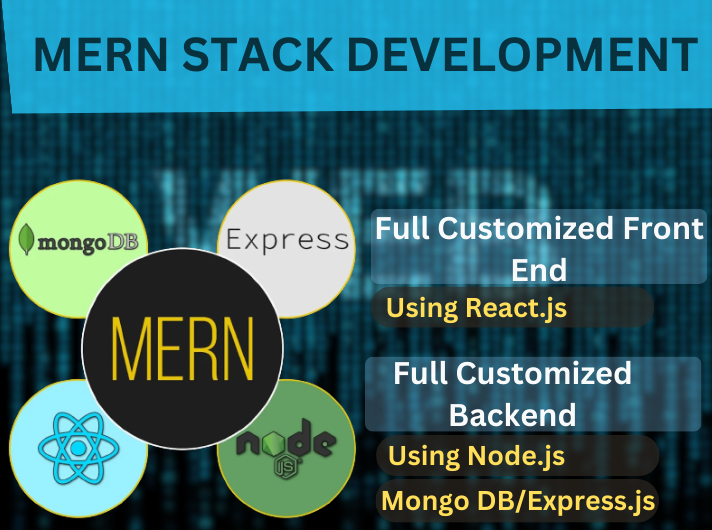 MERN STACK DEVELOPMENT
mongoDB
Express
MERN
node
JS
Full Customized Front
End
Using React.js
Full Customized
Backend
Using Node.js
Mongo DB/Express.js